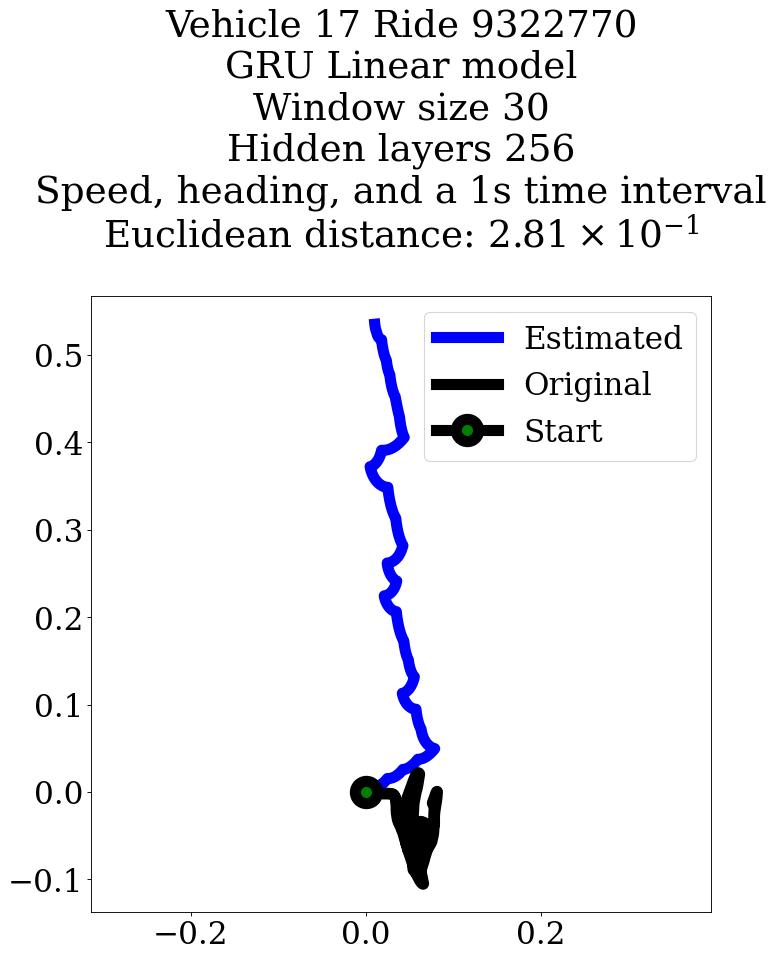 Vehicle 17 Ride 9322770
GRU Linear model
Window size 30
Hidden layers 256
Speed, heading, and a 1s time interval
Euclidean distance: 2.81 × 10⁻¹
Estimated
Original
Start
0.5
0.4
0.3
0.2
0.1
0.0
−0.1
−0.2
0.0
0.2